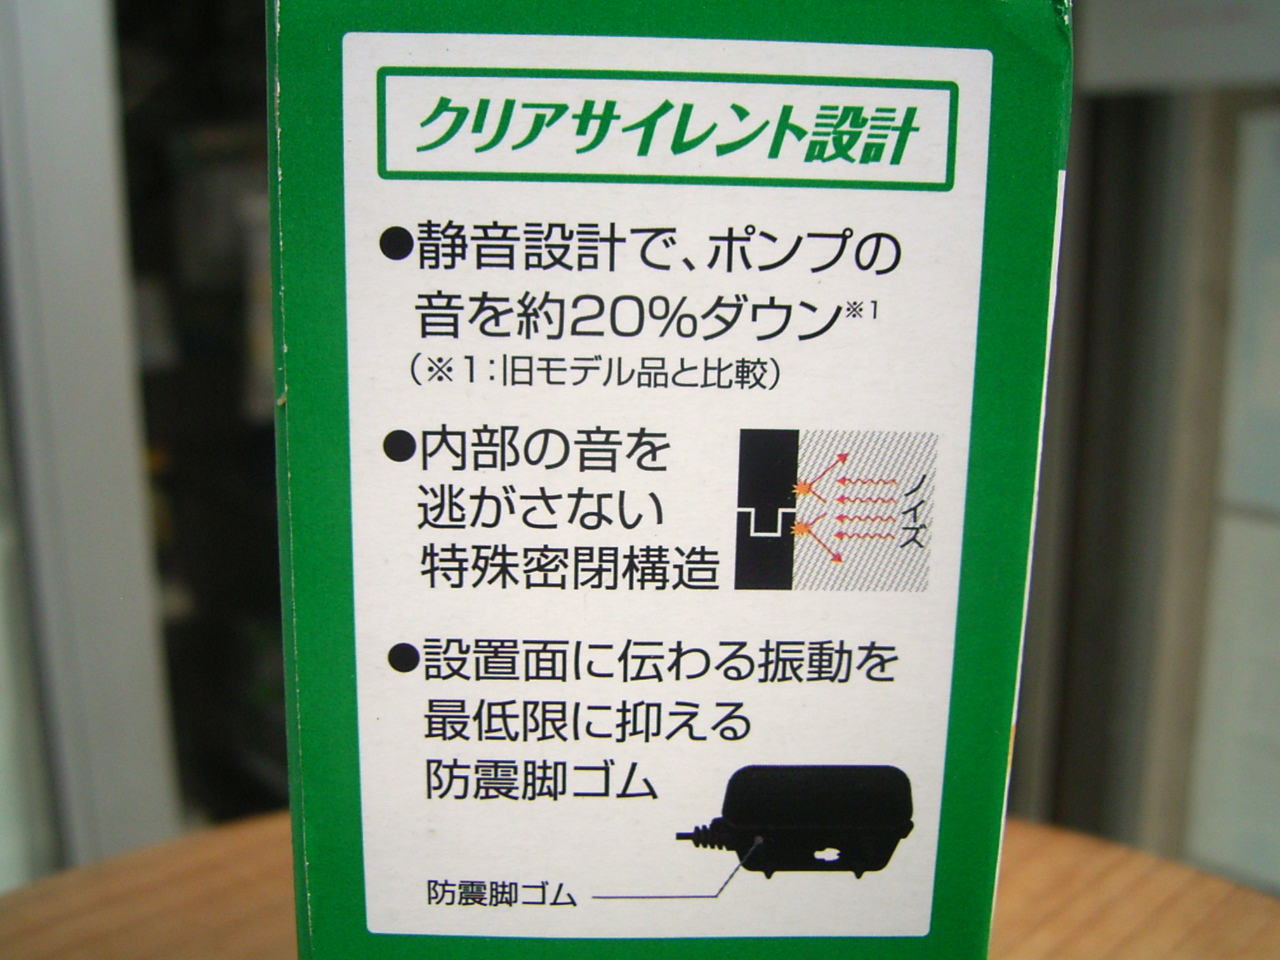 クリアサイレント設計
●静音設計で、ポンプの
音を約20%ダウン※1
（※1：旧モデル品と比較）
●内部の音を
逃がさない
特殊密閉構造
ノイズ
●設置面に伝わる振動を
最低限に抑える
防震脚ゴム
防震脚ゴム